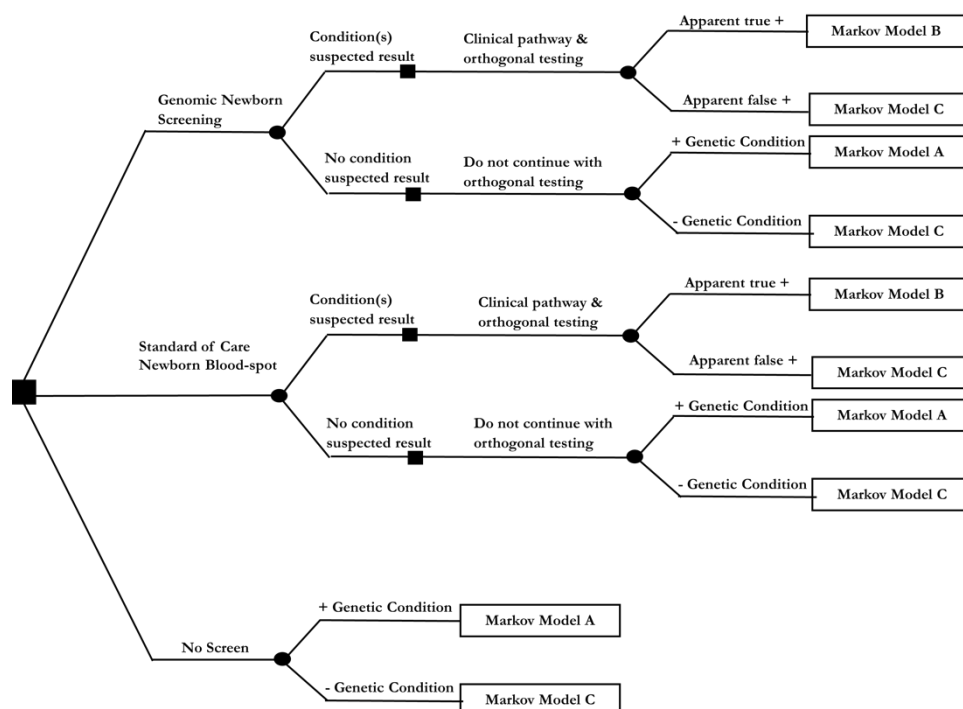 Condition(s)
suspected result
Clinical pathway &
orthogonal testing
Apparent true +
Markov Model B
Genomic Newborn
Screening
Apparent false +
Markov Model C
No condition
suspected result
Do not continue with
orthogonal testing
+ Genetic Condition
Markov Model A
- Genetic Condition
Markov Model C
Condition(s)
suspected result
Clinical pathway &
orthogonal testing
Apparent true +
Markov Model B
Standard of Care
Newborn Blood-spot
Apparent false +
Markov Model C
No condition
suspected result
Do not continue with
orthogonal testing
+ Genetic Condition
Markov Model A
- Genetic Condition
Markov Model C
No Screen
+ Genetic Condition
Markov Model A
- Genetic Condition
Markov Model C